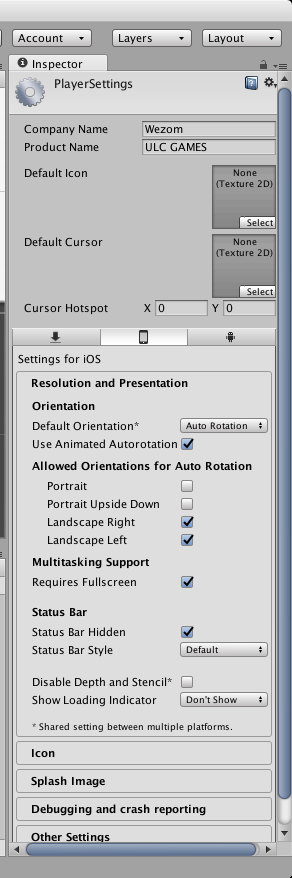 Account Layers Layout
Inspector
PlayerSettings
Company Name Wezom
Product Name ULC GAMES
Default Icon None
(Texture 2D)
Select
Default Cursor None
(Texture 2D)
Select
Cursor Hotspot X 0 Y 0
Settings for iOS
Resolution and Presentation
Orientation
Default Orientation* Auto Rotation
Use Animated Autorotation
Allowed Orientations for Auto Rotation
Portrait
Portrait Upside Down
Landscape Right
Landscape Left
Multitasking Support
Requires Fullscreen
Status Bar
Status Bar Hidden
Status Bar Style Default
Disable Depth and Stencil*
Show Loading Indicator Don't Show
* Shared setting between multiple platforms.
Icon
Splash Image
Debugging and crash reporting
Other Settings